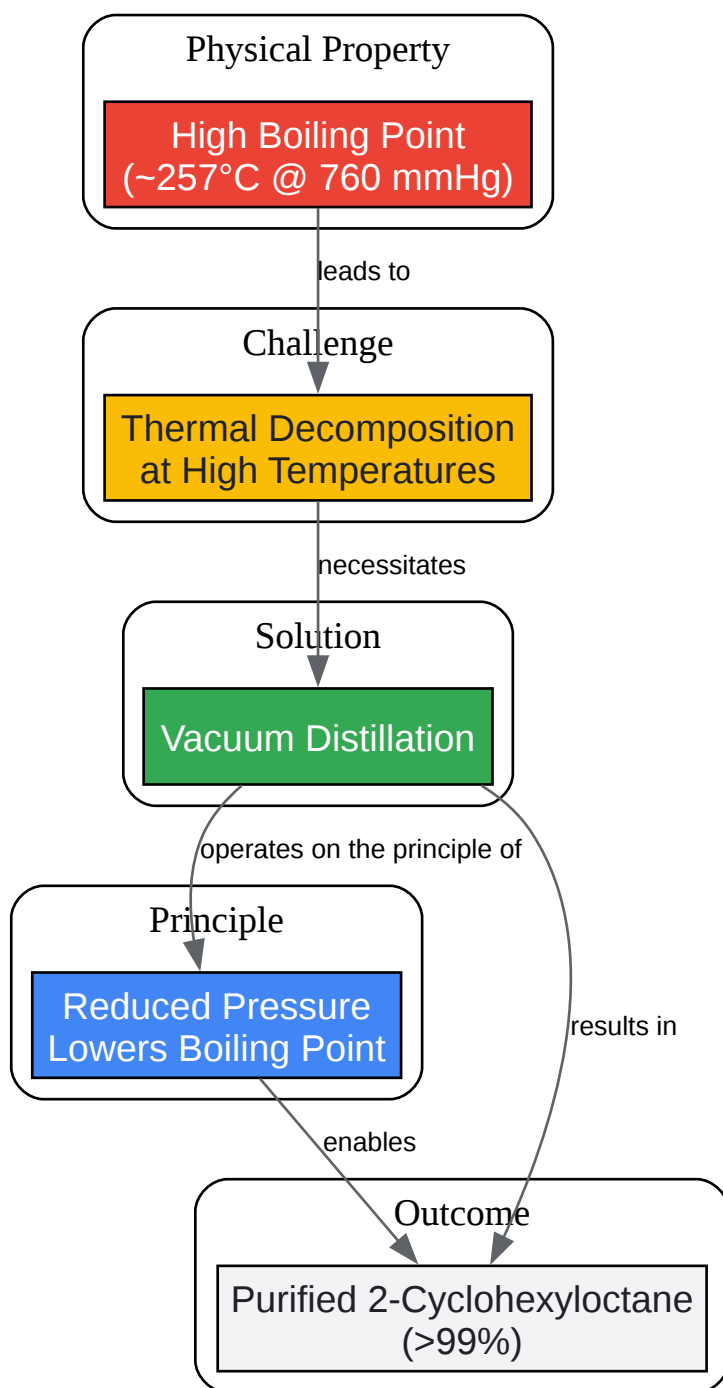 Physical Property
High Boiling Point
(~257°C @ 760 mmHg)
leads to
Challenge
Thermal Decomposition
at High Temperatures
necessitates
Solution
Vacuum Distillation
operates on the principle of
Principle
Reduced Pressure
Lowers Boiling Point
results in
enables
Outcome
Purified 2-Cyclohexyloctane
(>99%)